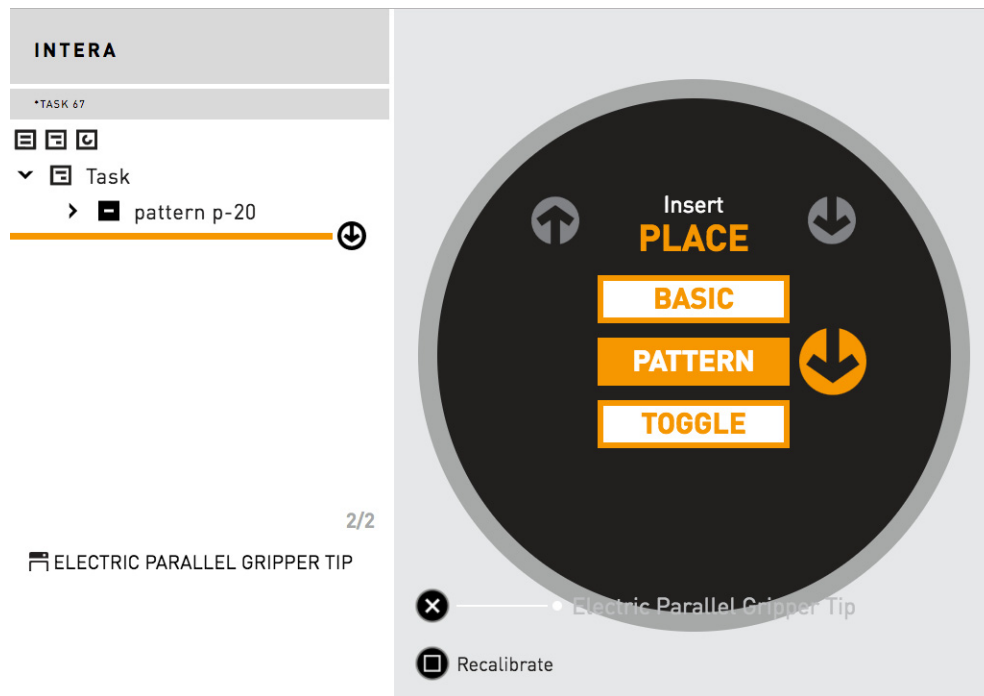 INTERA
*TASK 67
Task
pattern p-20
2/2
ELECTRIC PARALLEL GRIPPER TIP
Insert
PLACE
BASIC
PATTERN
TOGGLE
Electric Parallel Gripper Tip
Recalibrate